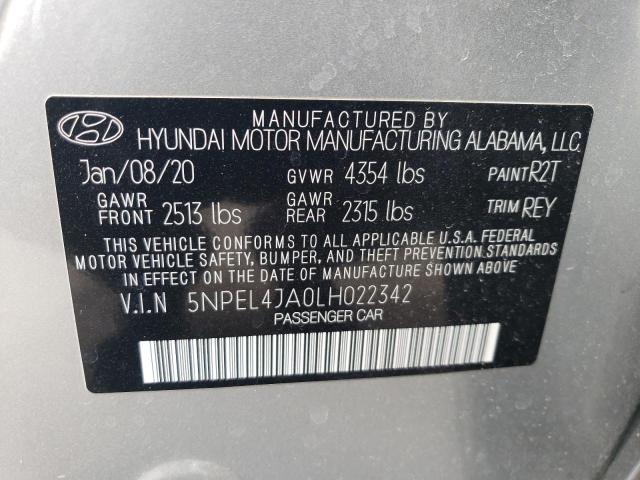 MANUFACTURED BY
HYUNDAI MOTOR MANUFACTURING ALABAMA, LLC.
Jan/08/20 GVWR 4354 lbs PAINT R2T
GAWR FRONT 2513 lbs GAWR REAR 2315 lbs TRIM REY
THIS VEHICLE CONFORMS TO ALL APPLICABLE U.S.A. FEDERAL
MOTOR VEHICLE SAFETY, BUMPER, AND THEFT PREVENTION STANDARDS
IN EFFECT ON THE DATE OF MANUFACTURE SHOWN ABOVE.
V.I.N 5NPEL4JA0LH022342
PASSENGER CAR